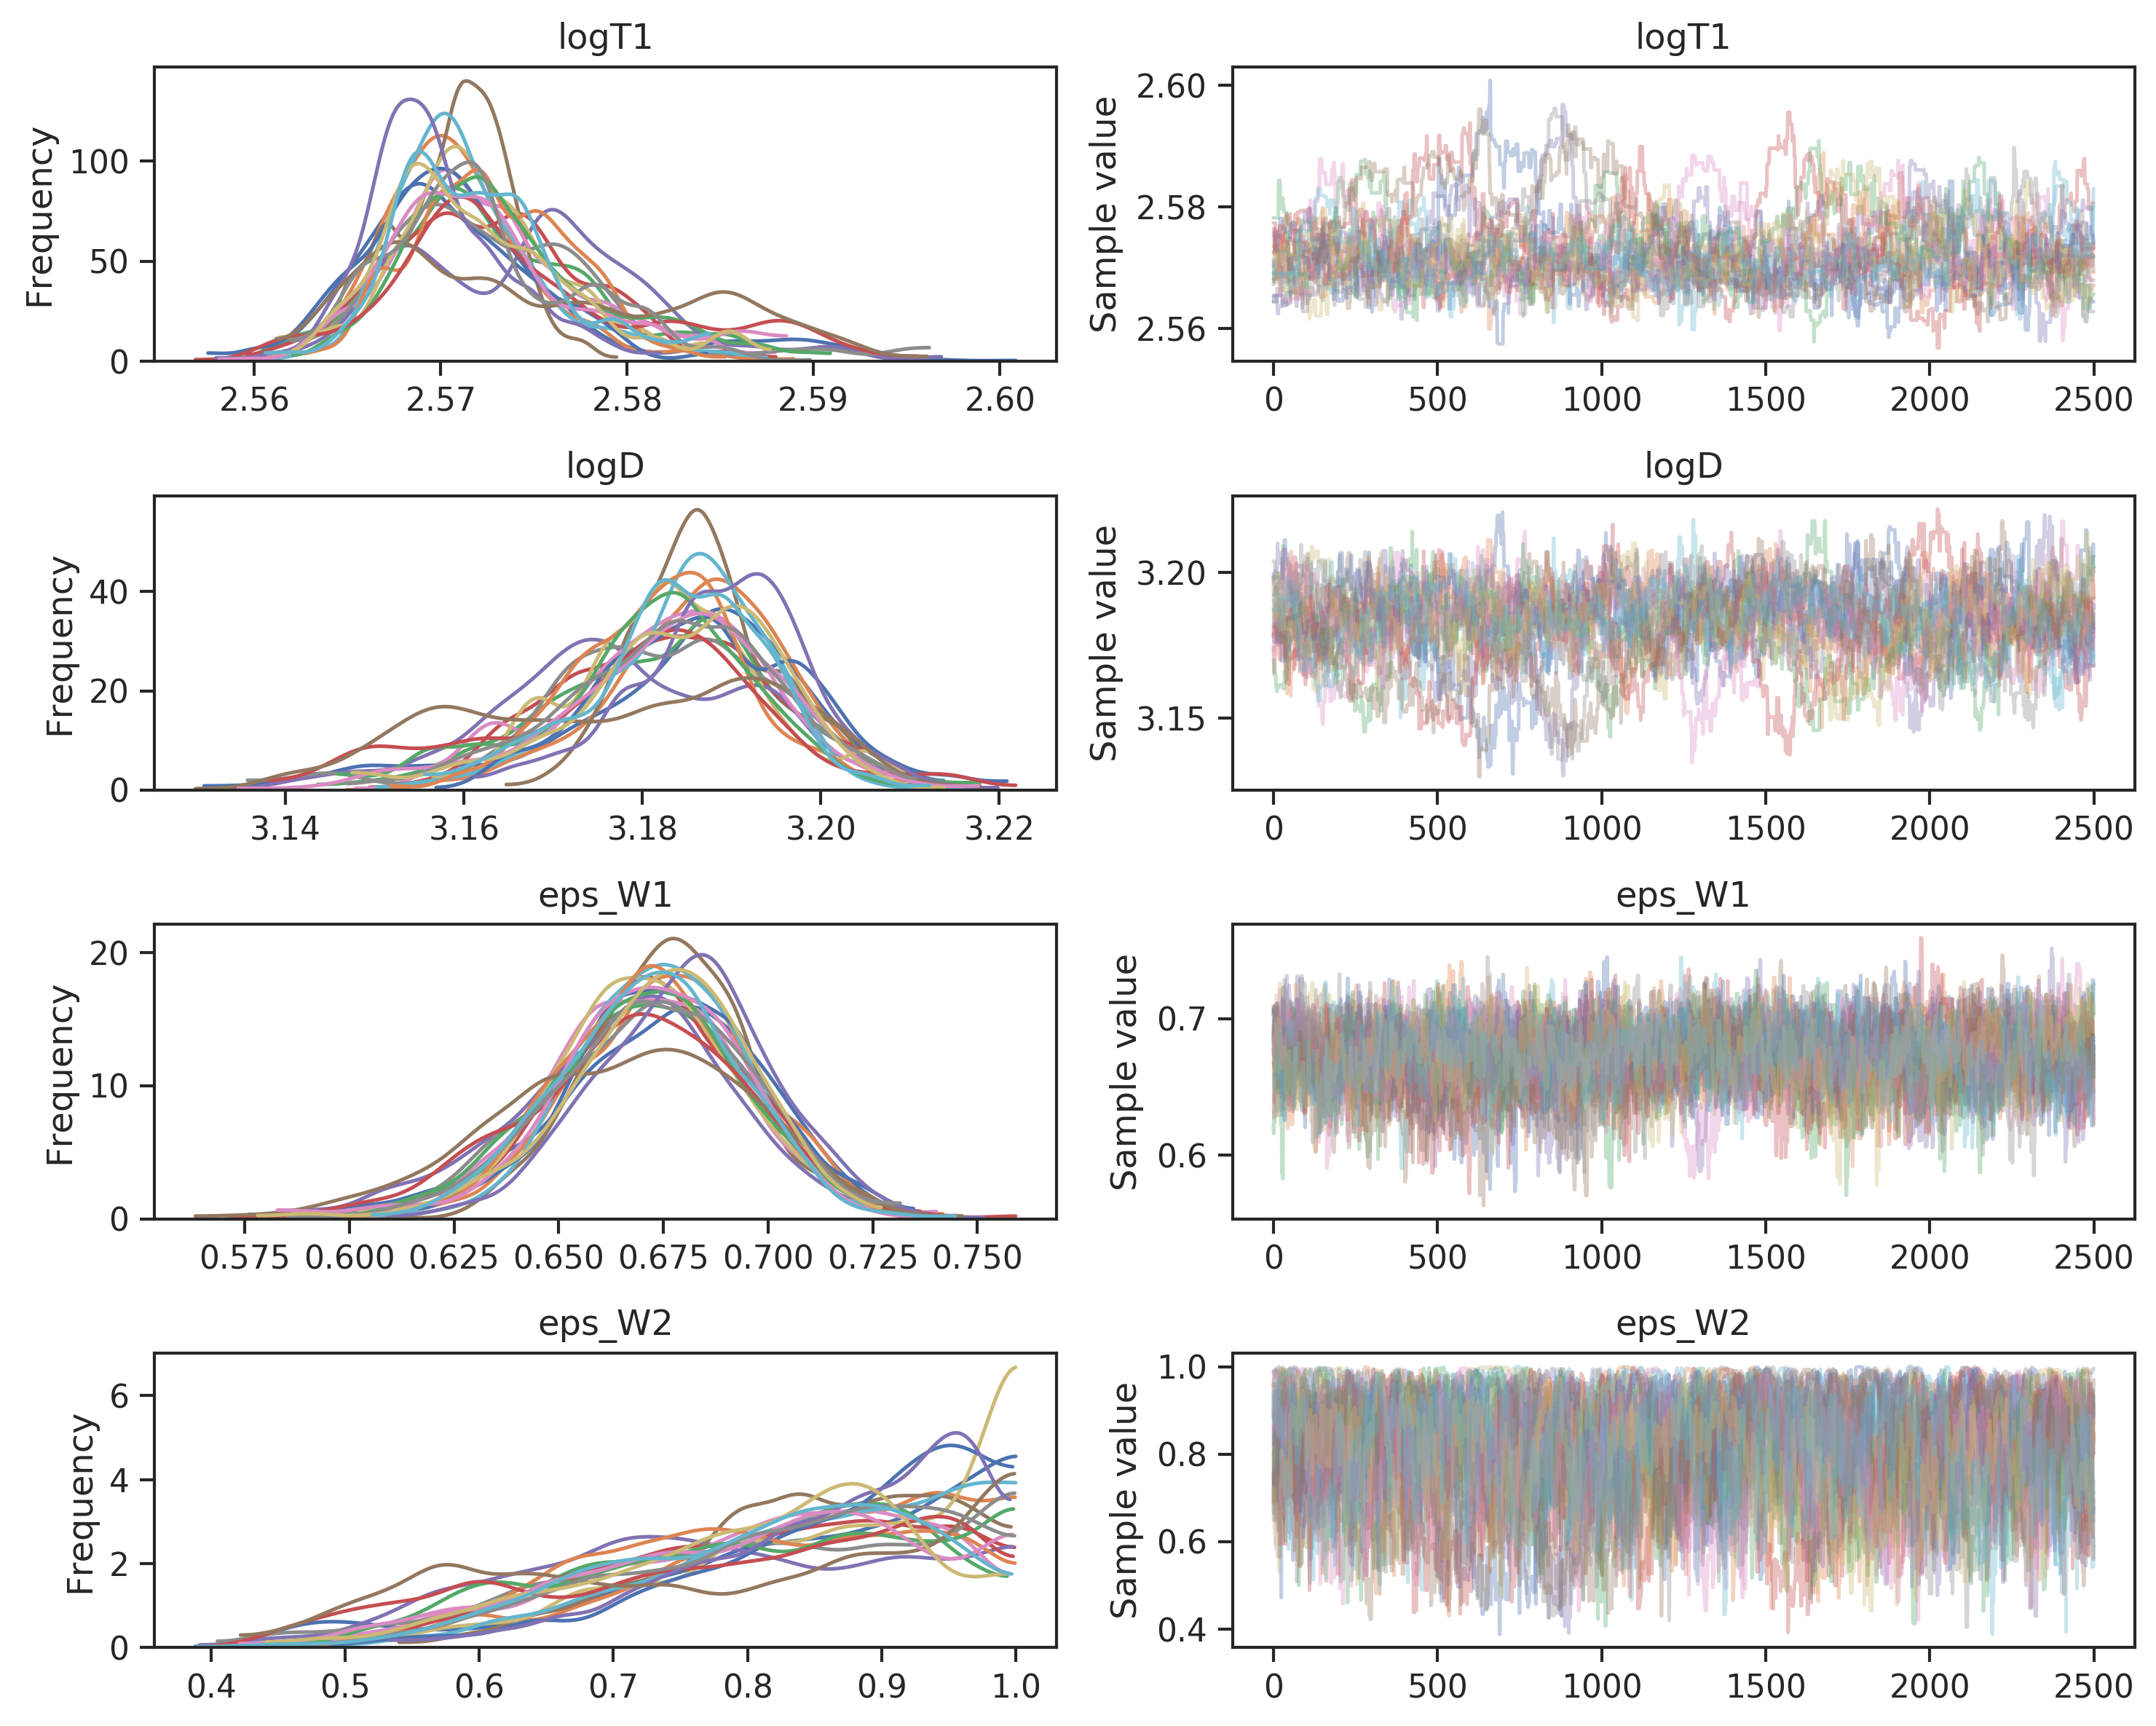 logT1
logT1
Frequency
0
50
100
2.56 2.57 2.58 2.59 2.60
Sample value
2.56
2.58
2.60
0 500 1000 1500 2000 2500
logD
logD
Frequency
0
20
40
3.14 3.16 3.18 3.20 3.22
Sample value
3.15
3.20
0 500 1000 1500 2000 2500
eps_W1
eps_W1
Frequency
0
10
20
0.575 0.600 0.625 0.650 0.675 0.700 0.725 0.750
Sample value
0.6
0.7
0 500 1000 1500 2000 2500
eps_W2
eps_W2
Frequency
0
2
4
6
0.4 0.5 0.6 0.7 0.8 0.9 1.0
Sample value
0.4
0.6
0.8
1.0
0 500 1000 1500 2000 2500